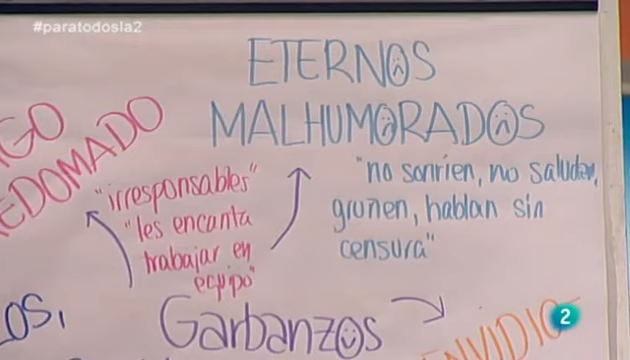 #paratodosla2
ETERNOS
MALHUMORADOS
"no sonríen, no saludan,
gruñen, hablan sin
censura"
EDOMADO
"irresponsables"
"les encanta
trabajar en
equipo"
Garbanzos
2